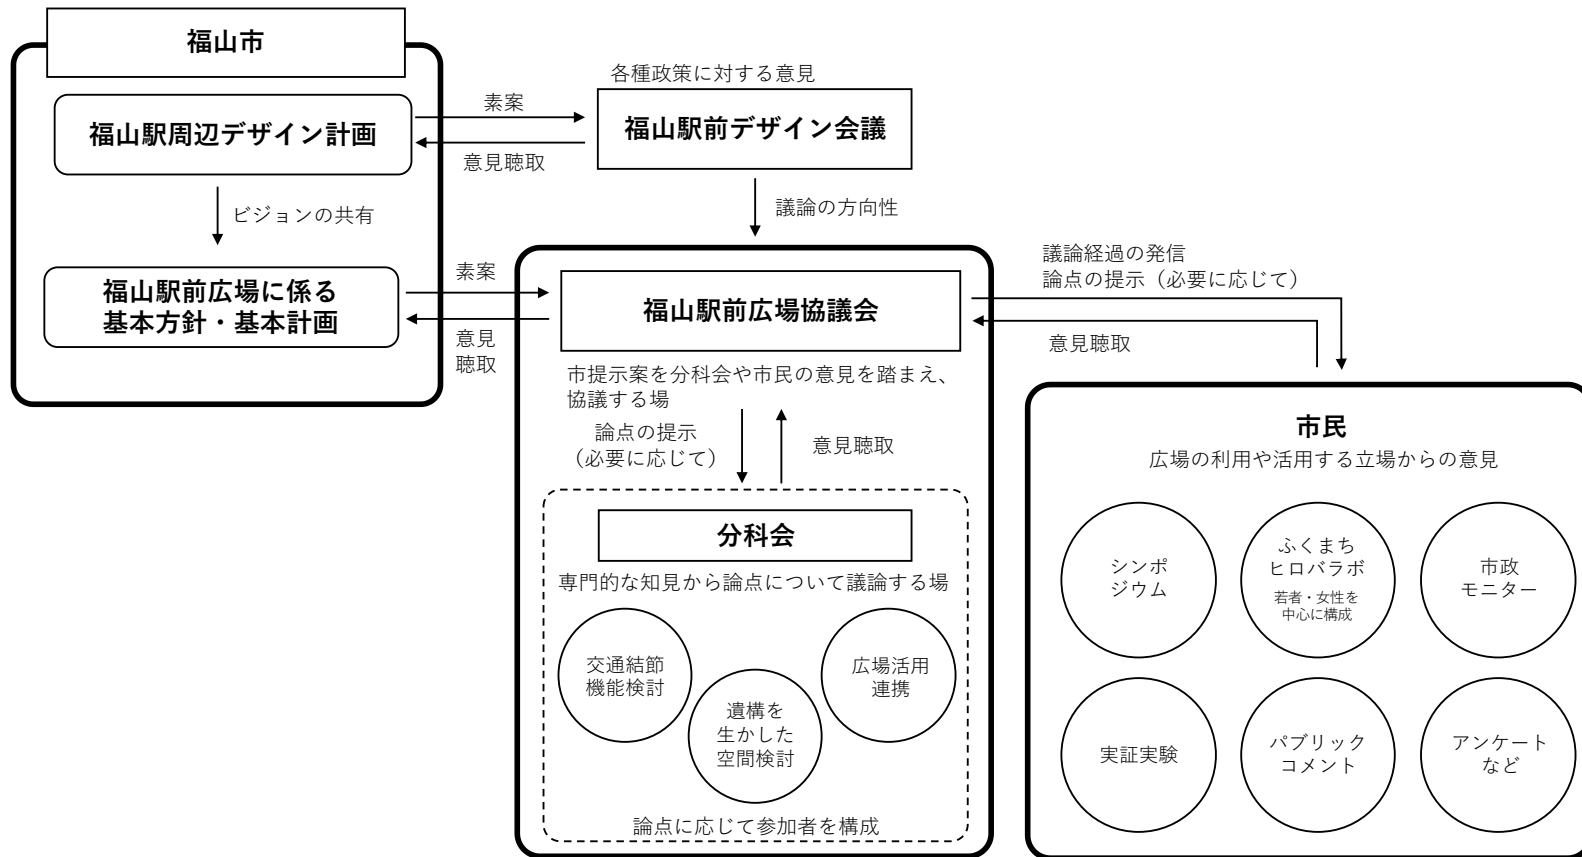 福山市
福山駅周辺デザイン計画
ビジョンの共有
福山駅前広場に係る
基本方針・基本計画
素案
意見聴取
各種政策に対する意見
福山駅前デザイン会議
議論の方向性
素案
意見
聴取
福山駅前広場協議会
市提示案を分科会や市民の意見を踏まえ、
協議する場
論点の提示
（必要に応じて）
意見聴取
分科会
専門的な知見から論点について議論する場
交通結節
機能検討
遺構を
生かした
空間検討
広場活用
連携
論点に応じて参加者を構成
議論経過の発信
論点の提示（必要に応じて）
意見聴取
市民
広場の利用や活用する立場からの意見
シンポ
ジウム
ふくまち
ヒロバラボ
若者・女性を
中心に構成
市政
モニター
実証実験
パブリック
コメント
アンケート
など